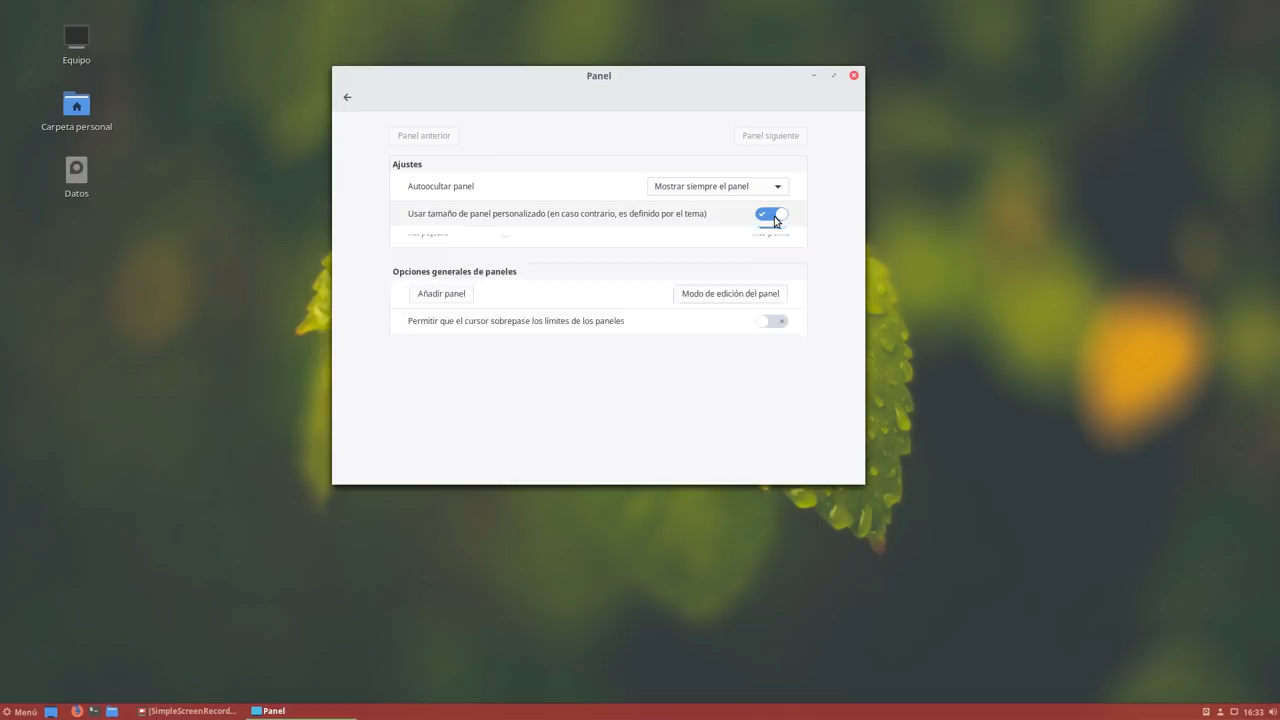 Equipo
Carpeta personal
Datos
Panel
Panel anterior
Panel siguiente
Ajustes
Autoocultar panel
Mostrar siempre el panel
Usar tamaño de panel personalizado (en caso contrario, es definido por el tema)
Opciones generales de paneles
Añadir panel
Modo de edición del panel
Permitir que el cursor sobrepase los límites de los paneles
Menú
[SimpleScreenRecord...
Panel
16:33